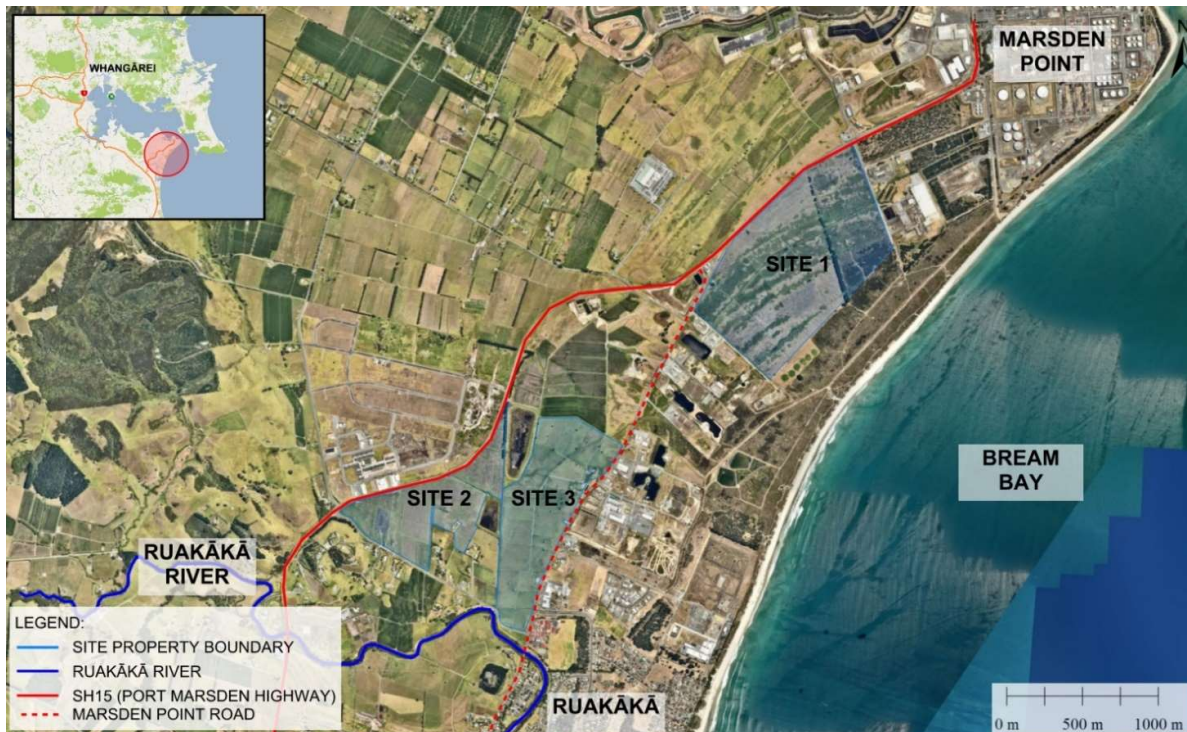 WHANGĀREI
1
N
MARSDEN
POINT
SITE 1
BREAM
BAY
SITE 2
SITE 3
RUAKĀKĀ
RIVER
RUAKĀKĀ
LEGEND:
SITE PROPERTY BOUNDARY
RUAKĀKĀ RIVER
SH15 (PORT MARSDEN HIGHWAY)
MARSDEN POINT ROAD
0 m 500 m 1000 m